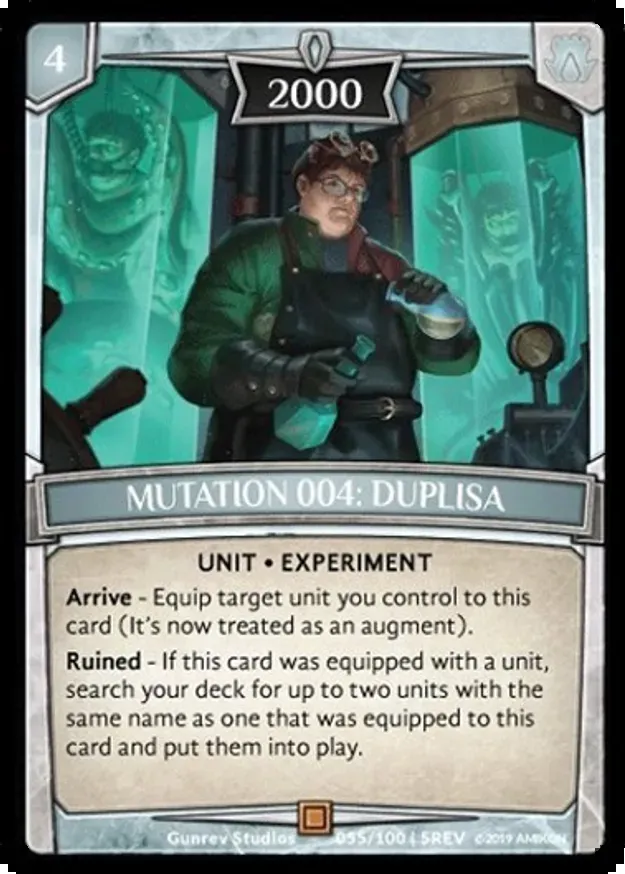 4
2000
MUTATION 004: DUPLISA
UNIT • EXPERIMENT
Arrive - Equip target unit you control to this
card (It's now treated as an augment).
Ruined - If this card was equipped with a unit,
search your deck for up to two units with the
same name as one that was equipped to this
card and put them into play.
Gunrev Studios 055/100 | SREV ©2019 AMIKON